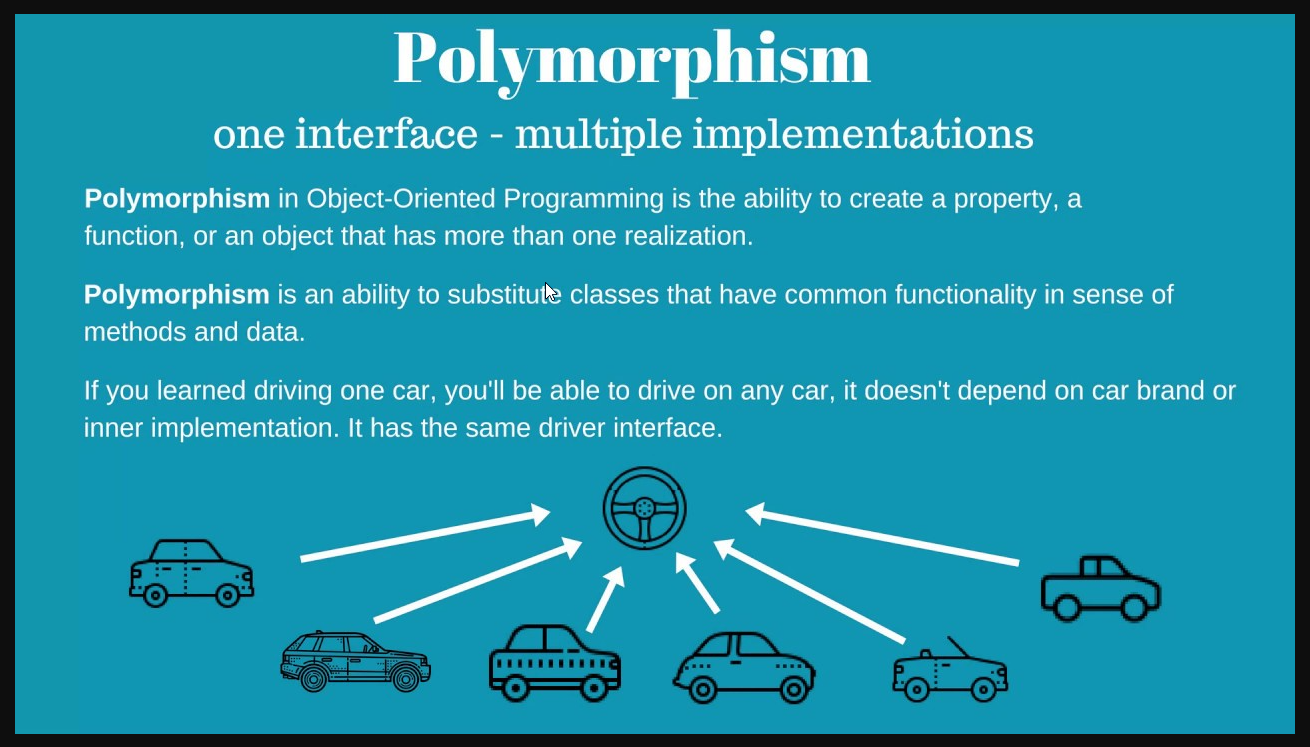 Polymorphism
one interface - multiple implementations
Polymorphism in Object-Oriented Programming is the ability to create a property, a
function, or an object that has more than one realization.
Polymorphism is an ability to substitute classes that have common functionality in sense of
methods and data.
If you learned driving one car, you'll be able to drive on any car, it doesn't depend on car brand or
inner implementation. It has the same driver interface.